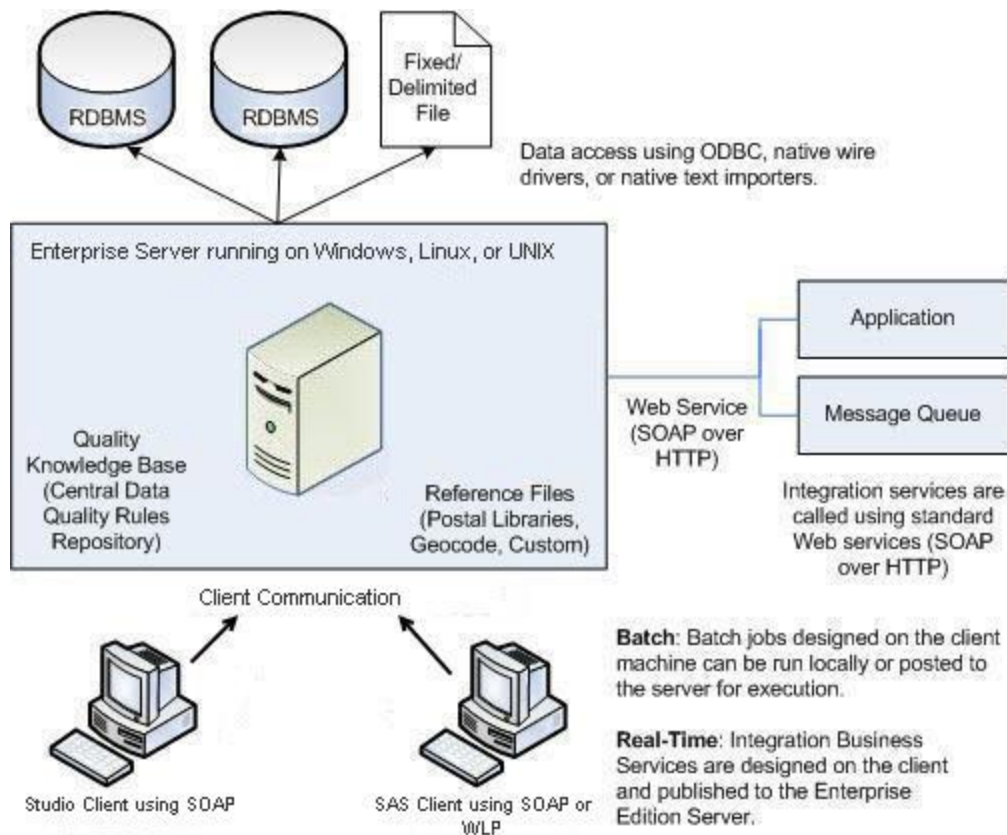 RDBMS
RDBMS
Fixed/
Delimited
File
Data access using ODBC, native wire
drivers, or native text importers.
Enterprise Server running on Windows, Linux, or UNIX
Quality
Knowledge Base
(Central Data
Quality Rules
Repository)
Reference Files
(Postal Libraries,
Geocode, Custom)
Web Service
(SOAP over
HTTP)
Application
Message Queue
Integration services are
called using standard
Web services (SOAP
over HTTP)
Client Communication
Studio Client using SOAP
SAS Client using SOAP or
WLP
Batch: Batch jobs designed on the client
machine can be run locally or posted to
the server for execution.
Real-Time: Integration Business
Services are designed on the client
and published to the Enterprise
Edition Server.